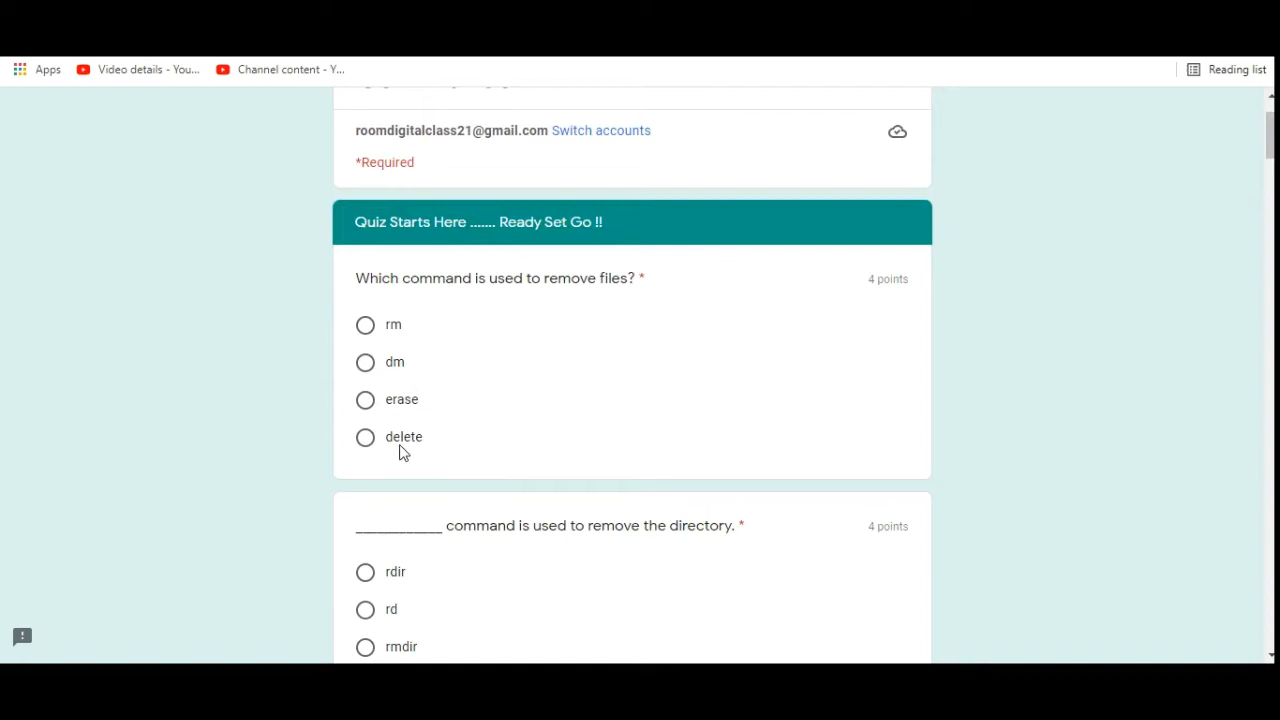 Apps Video details - You... Channel content - Y... Reading list
roomdigitalclass21@gmail.com Switch accounts
*Required
Quiz Starts Here ....... Ready Set Go !!
Which command is used to remove files? * 4 points
rm
dm
erase
delete
____________ command is used to remove the directory. * 4 points
rdir
rd
rmdir